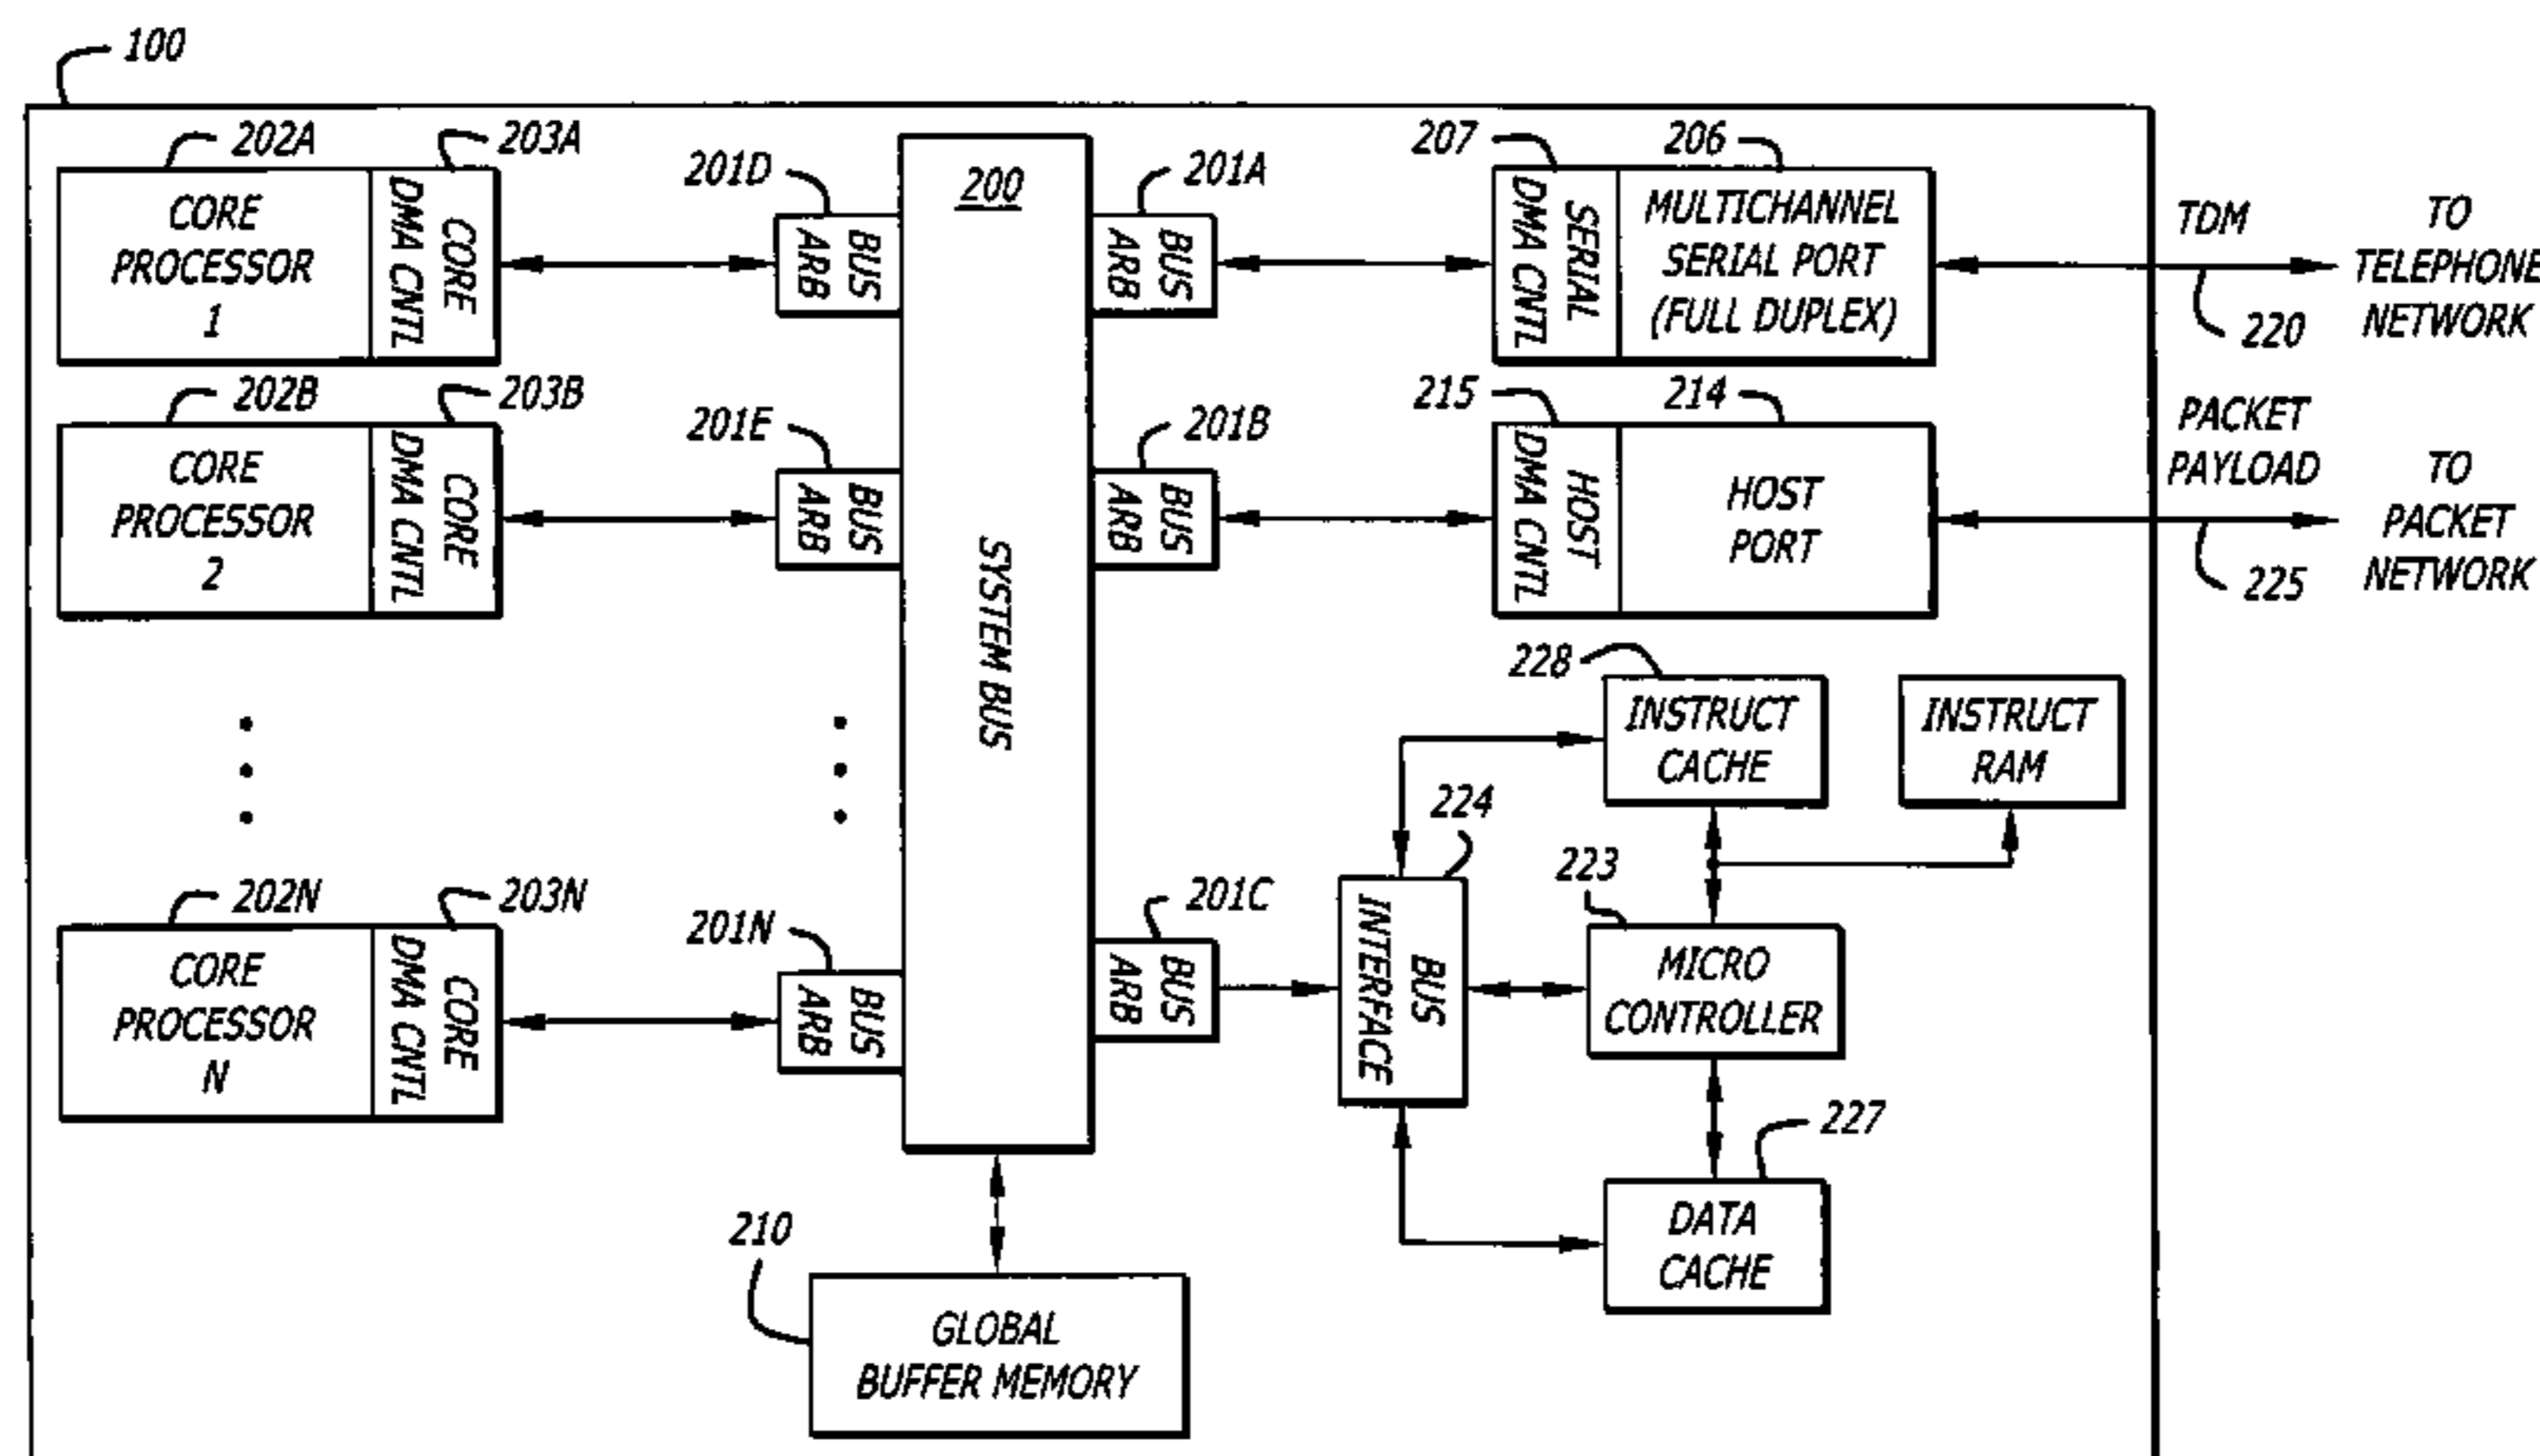 100
202A
203A
CORE
PROCESSOR
1
CORE
DMA CNTL
201D
BUS
ARB
200
SYSTEM BUS
201A
BUS
ARB
207
206
SERIAL
DMA CNTL
MULTICHANNEL
SERIAL PORT
(FULL DUPLEX)
TDM
220
TO
TELEPHONE
NETWORK
202B
203B
CORE
PROCESSOR
2
CORE
DMA CNTL
201E
BUS
ARB
201B
BUS
ARB
215
214
HOST
DMA CNTL
HOST
PORT
PACKET
PAYLOAD
225
TO
PACKET
NETWORK
228
INSTRUCT
CACHE
INSTRUCT
RAM
224
BUS
INTERFACE
223
MICRO
CONTROLLER
202N
203N
CORE
PROCESSOR
N
CORE
DMA CNTL
201N
BUS
ARB
201C
BUS
ARB
227
DATA
CACHE
210
GLOBAL
BUFFER MEMORY